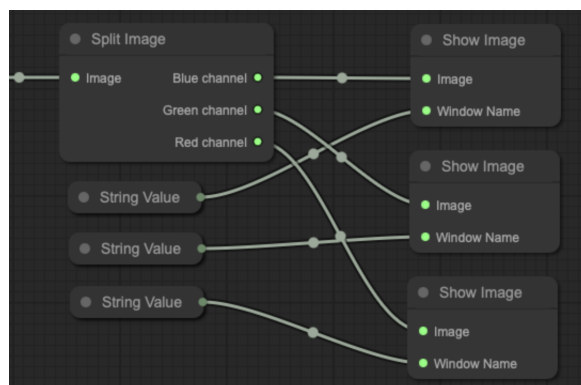 Split Image
Image
Blue channel
Green channel
Red channel
String Value
String Value
String Value
Show Image
Image
Window Name
Show Image
Image
Window Name
Show Image
Image
Window Name